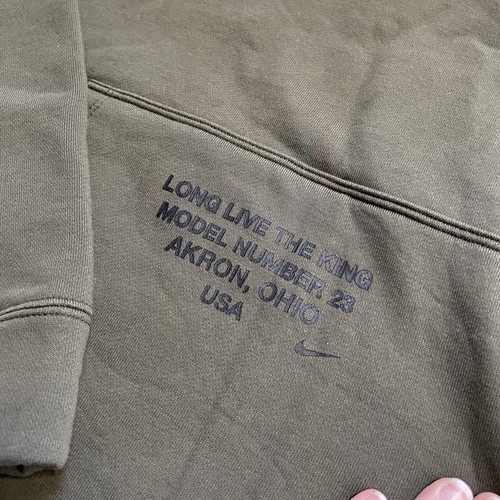 LONG LIVE THE KING
MODEL NUMBER 23
AKRON, OHIO
USA